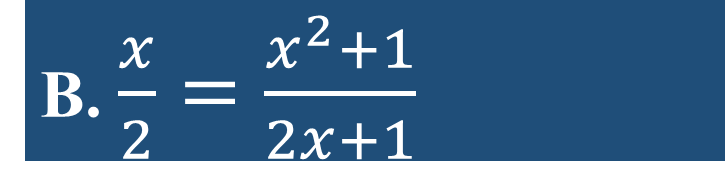 B. x/2 = x²+1/2x+1